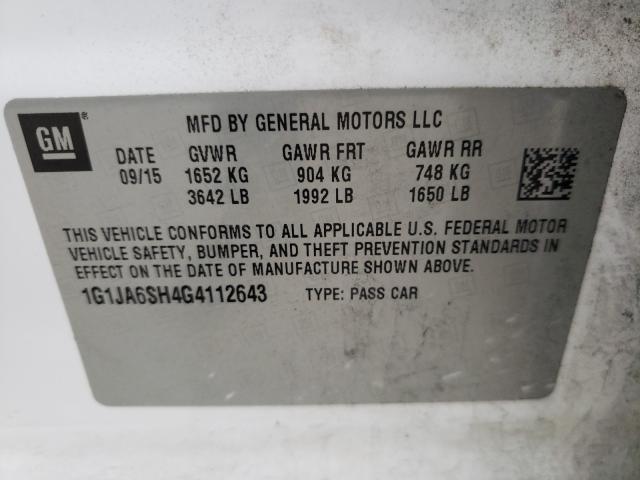 GM®
MFD BY GENERAL MOTORS LLC
DATE GVWR GAWR FRT GAWR RR
09/15 1652 KG 904 KG 748 KG
3642 LB 1992 LB 1650 LB
THIS VEHICLE CONFORMS TO ALL APPLICABLE U.S. FEDERAL MOTOR
VEHICLE SAFETY, BUMPER, AND THEFT PREVENTION STANDARDS IN
EFFECT ON THE DATE OF MANUFACTURE SHOWN ABOVE.
1G1JA6SH4G4112643 TYPE: PASS CAR